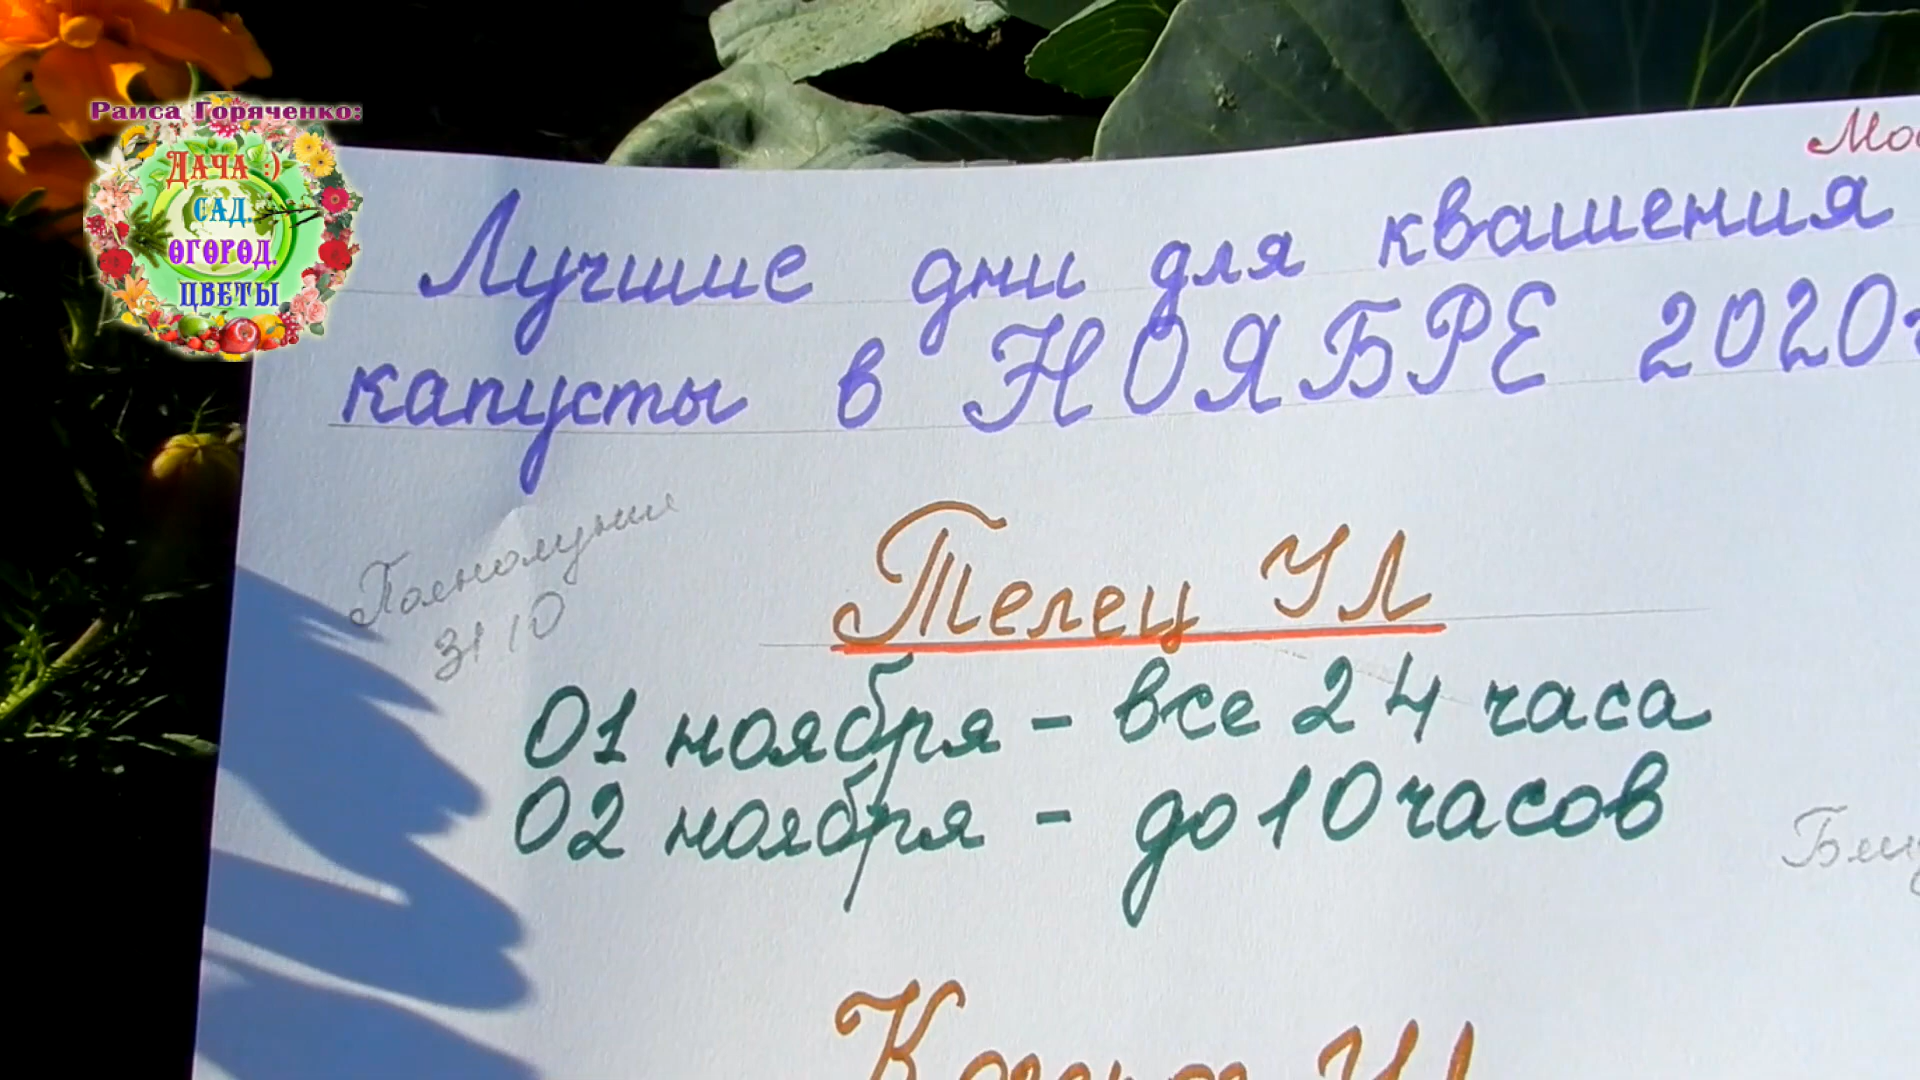 Раиса Горяченко:
ДАЧА :)
САД.
ОГОРОД.
ЦВЕТЫ
Лучшие дни для квашения
капусты в НОЯБРЕ 2020г
Полнолуние
31 10
Телец УЛ
01 ноября - все 24 часа
02 ноября - до 10 часов